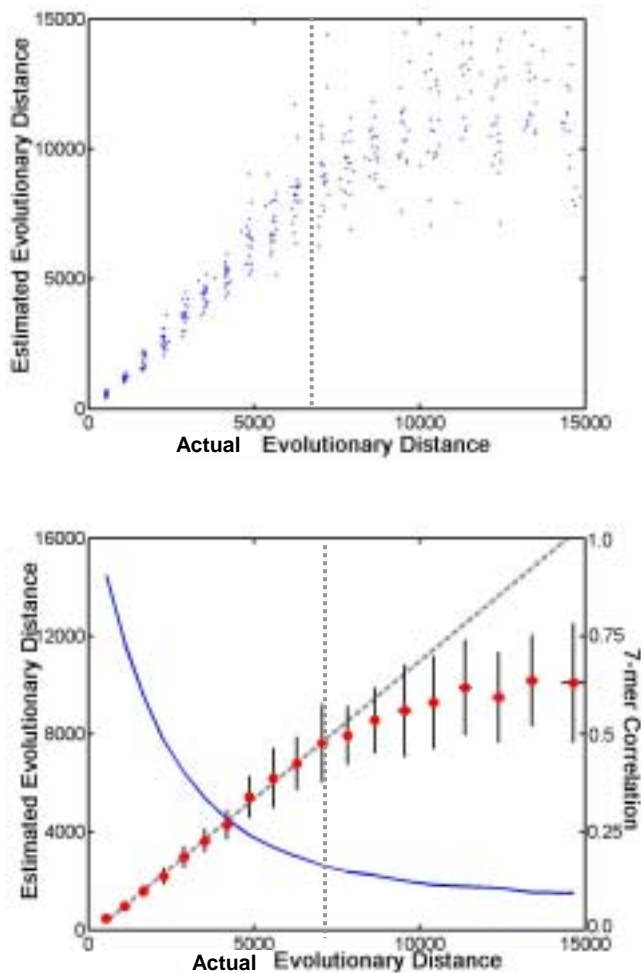 Estimated Evolutionary Distance
15000
10000
5000
0
0 5000 10000 15000
Actual Evolutionary Distance
Estimated Evolutionary Distance
16000
12000
8000
4000
0
1.0
0.75
0.5
0.25
0.0
7-mer Correlation
0 5000 10000 15000
Actual Evolutionary Distance